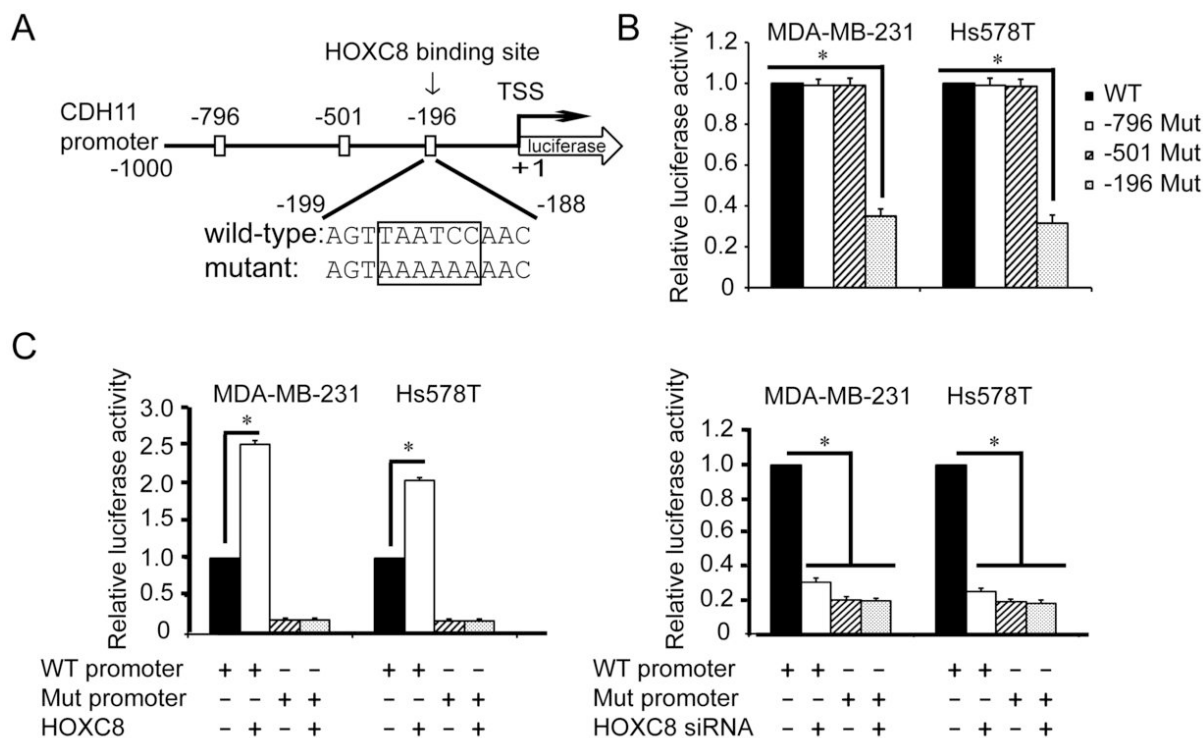 A
HOXC8 binding site
↓
TSS
CDH11
promoter
-796
-501
-196
-1000
luciferase
+1
-199
-188
wild-type: AGTTAATCCAAC
mutant: AGTAAAAAAAAC
B
MDA-MB-231 Hs578T
Relative luciferase activity
1.2
1.0
0.8
0.6
0.4
0.2
0
* *
WT
-796 Mut
-501 Mut
-196 Mut
C
MDA-MB-231 Hs578T
Relative luciferase activity
3.0
2.5
2.0
1.0
0.5
0
* *
WT promoter + + – – + + – –
Mut promoter – – + + – – + +
HOXC8 – + – + – + – +
MDA-MB-231 Hs578T
Relative luciferase activity
1.2
1.0
0.8
0.6
0.4
0.2
0
* *
WT promoter + + – – + + – –
Mut promoter – – + + – – + +
HOXC8 siRNA – + – + – + – +